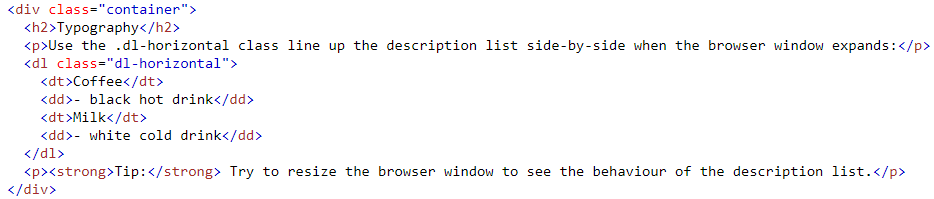 <div class="container">
  <h2>Typography</h2>
  <p>Use the .dl-horizontal class line up the description list side-by-side when the browser window expands:</p>
  <dl class="dl-horizontal">
    <dt>Coffee</dt>
    <dd>- black hot drink</dd>
    <dt>Milk</dt>
    <dd>- white cold drink</dd>
  </dl>
  <p><strong>Tip:</strong> Try to resize the browser window to see the behaviour of the description list.</p>
</div>